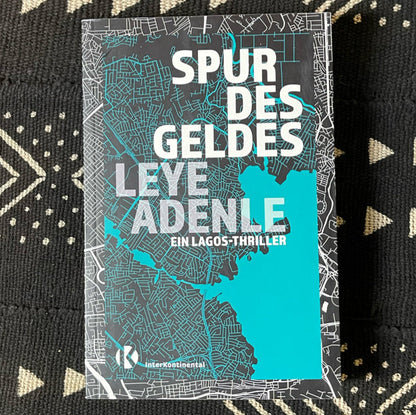 SPUR
DES
GELDES
LEYE
ADENLE
EIN LAGOS-THRILLER
InterKontinental